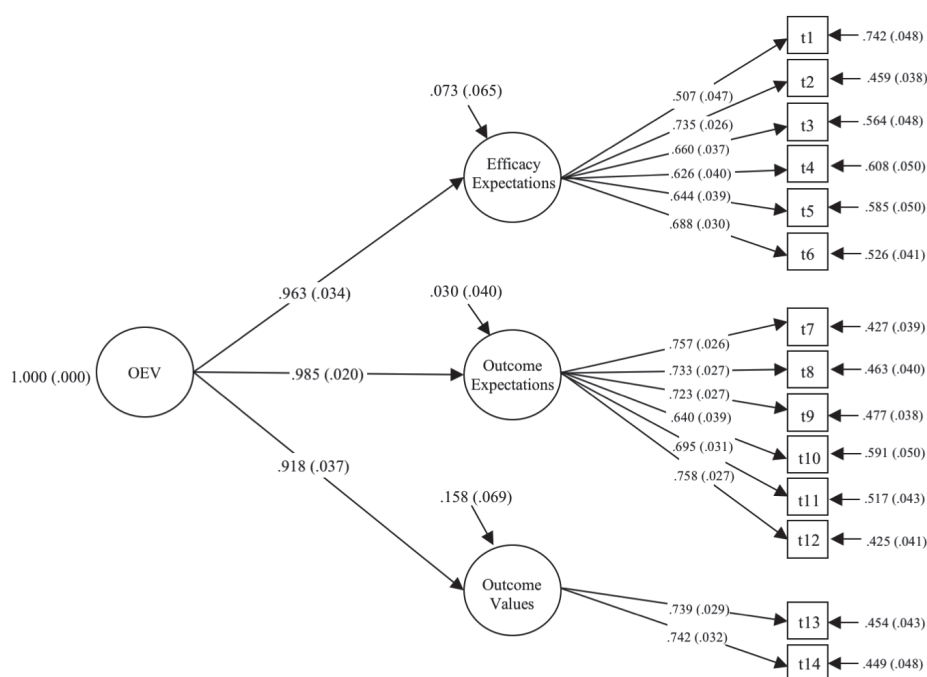 t1
.742 (.048)
.507 (.047)
t2
.459 (.038)
.073 (.065)
.735 (.026)
t3
.564 (.048)
.660 (.037)
Efficacy
Expectations
.626 (.040)
t4
.608 (.050)
.644 (.039)
t5
.585 (.050)
.688 (.030)
t6
.526 (.041)
.963 (.034)
.030 (.040)
t7
.427 (.039)
.757 (.026)
1.000 (.000)
OEV
.985 (.020)
Outcome
Expectations
.733 (.027)
t8
.463 (.040)
.723 (.027)
t9
.477 (.038)
.640 (.039)
.695 (.031)
t10
.591 (.050)
.758 (.027)
t11
.517 (.043)
.918 (.037)
t12
.425 (.041)
.158 (.069)
Outcome
Values
.739 (.029)
t13
.454 (.043)
.742 (.032)
t14
.449 (.048)